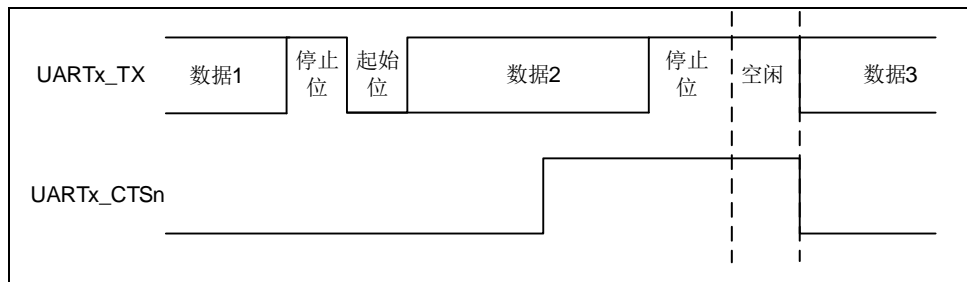 UARTx_TX
数据1
停止
位
起始
位
数据2
停止
位
空闲
数据3
UARTx_CTSn